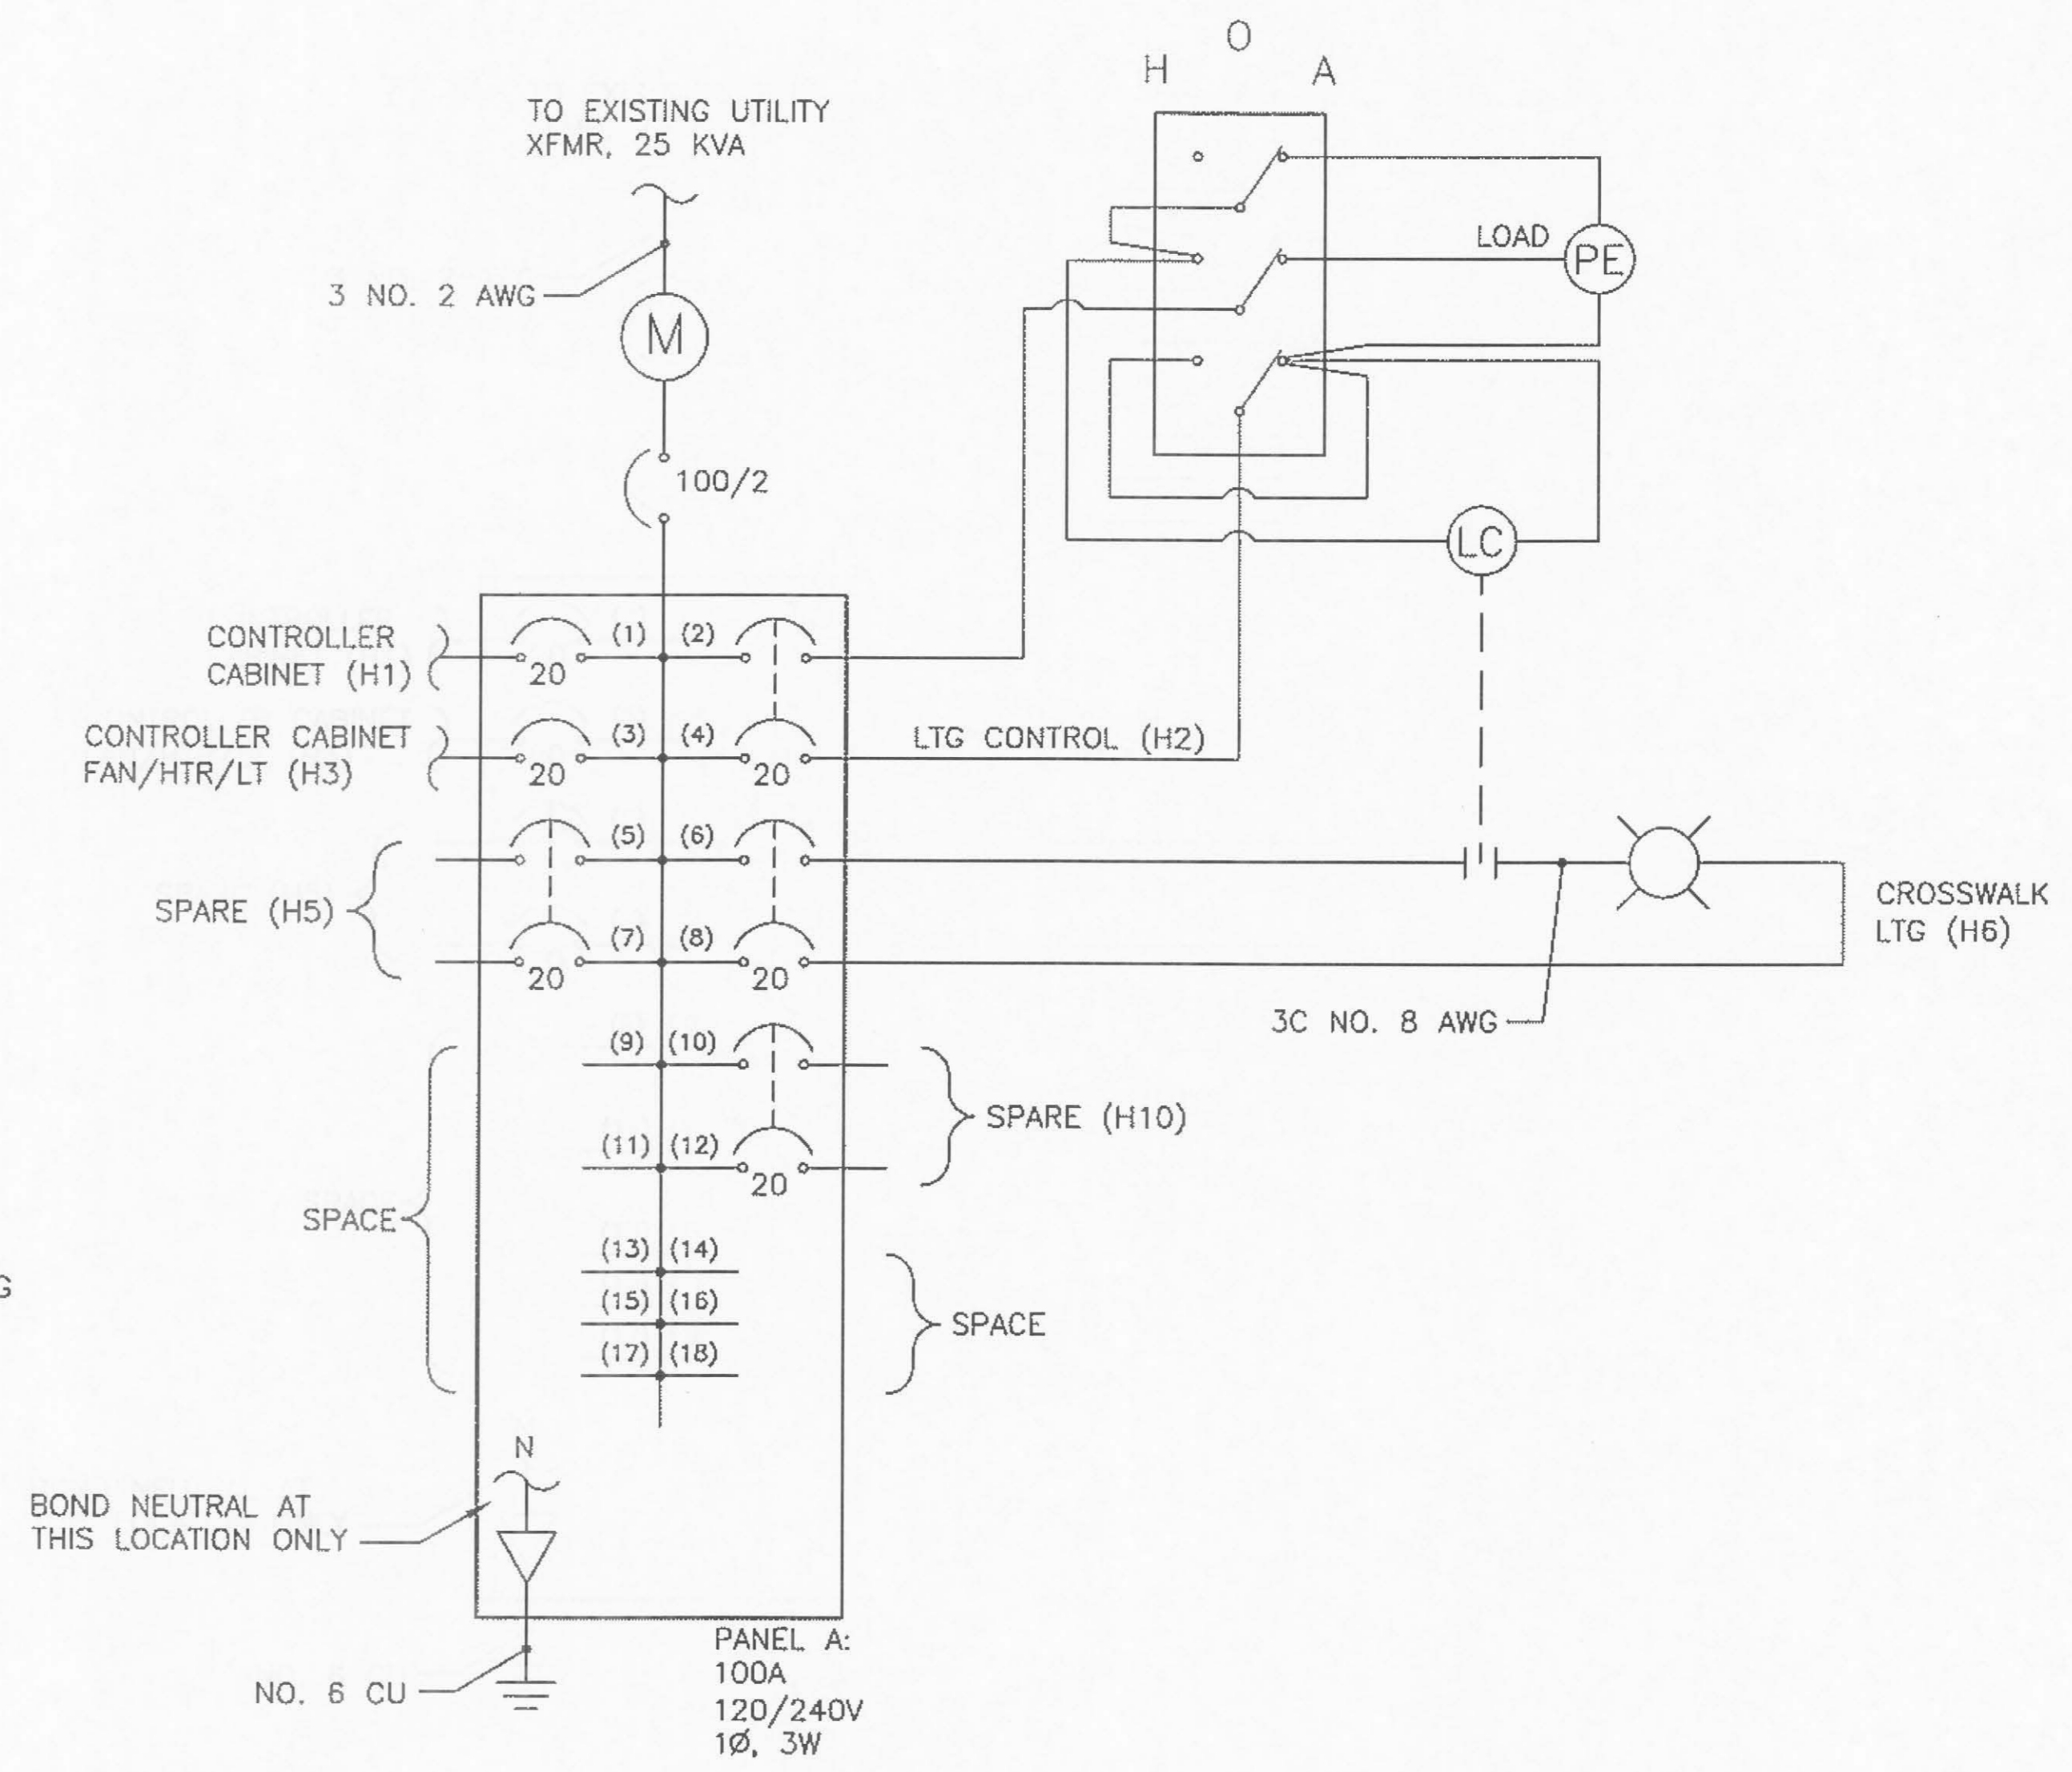 O
H A
TO EXISTING UTILITY
XFMR, 25 KVA
3 NO. 2 AWG
M
100/2
LOAD
PE
LC
CONTROLLER
CABINET (H1)
20
(1) (2)
CONTROLLER CABINET
FAN/HTR/LT (H3)
20
(3) (4)
20
LTG CONTROL (H2)
(5) (6)
SPARE (H5)
20
(7) (8)
20
CROSSWALK
LTG (H6)
3C NO. 8 AWG
(9) (10)
(11) (12)
20
SPARE (H10)
SPACE
(13) (14)
(15) (16)
(17) (18)
SPACE
G
N
BOND NEUTRAL AT
THIS LOCATION ONLY
NO. 6 CU
PANEL A:
100A
120/240V
1Ø, 3W